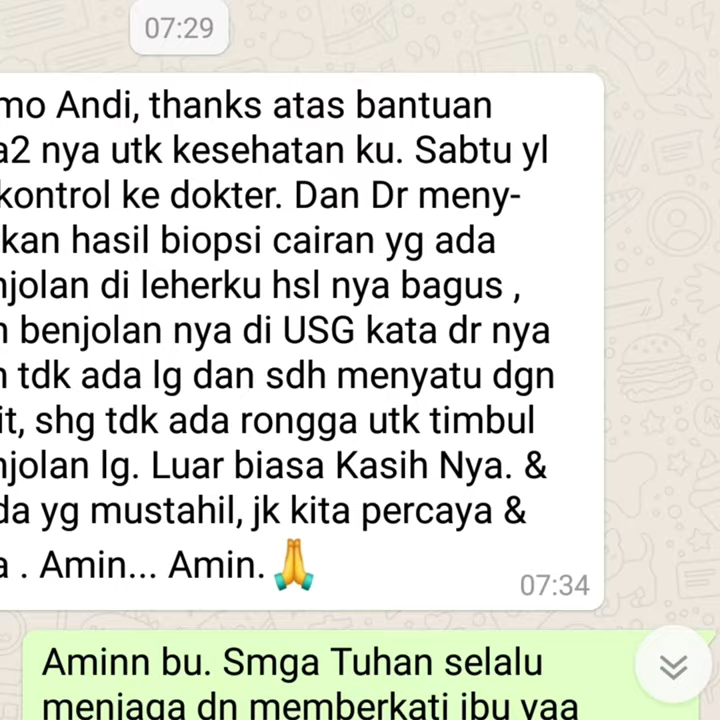 07:29
mo Andi, thanks atas bantuan
a2 nya utk kesehatan ku. Sabtu yl
kontrol ke dokter. Dan Dr meny-
kan hasil biopsi cairan yg ada
njolan di leherku hsl nya bagus ,
n benjolan nya di USG kata dr nya
n tdk ada lg dan sdh menyatu dgn
it, shg tdk ada rongga utk timbul
njolan lg. Luar biasa Kasih Nya. &
da yg mustahil, jk kita percaya &
a . Amin... Amin.🙏
07:34
Aminn bu. Smga Tuhan selalu
menjaga dn memberkati ibu yaa